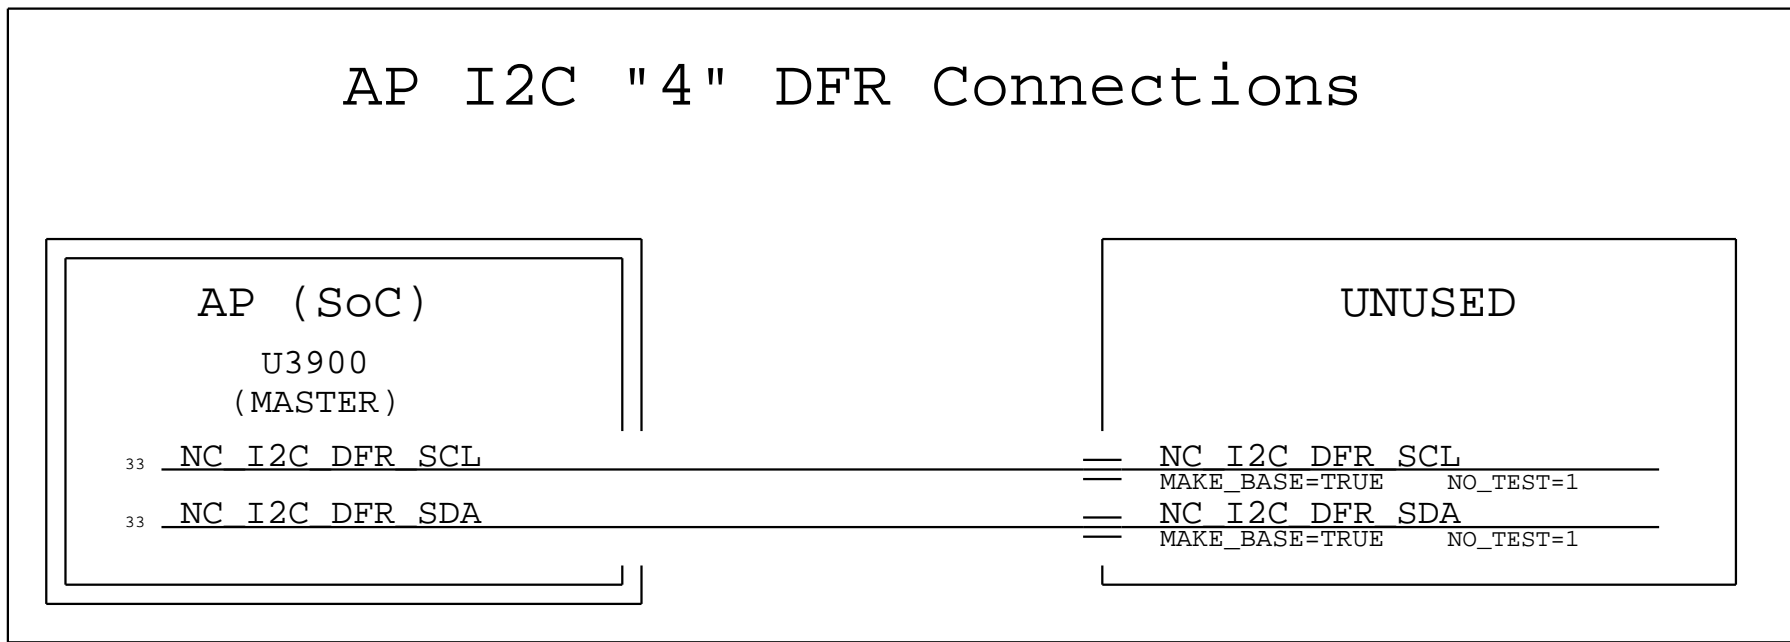 AP I2C "4" DFR Connections
AP (SoC)
U3900
(MASTER)
33 NC_I2C_DFR_SCL
33 NC_I2C_DFR_SDA
UNUSED
NC_I2C_DFR_SCL
MAKE_BASE=TRUE NO_TEST=1
NC_I2C_DFR_SDA
MAKE_BASE=TRUE NO_TEST=1